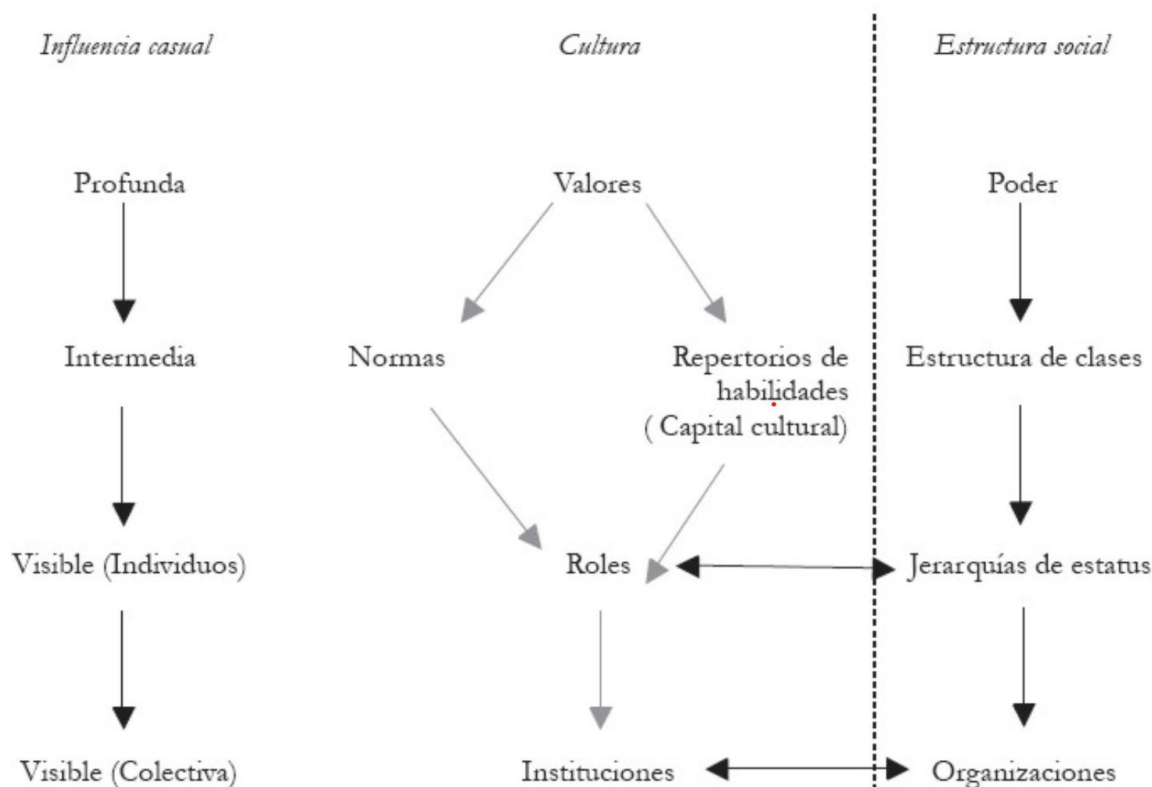 Influencia casual Cultura Estructura social
Profunda Valores Poder
Intermedia Normas Repertorios de Estructura de clases
habilidades
( Capital cultural)
Visible (Individuos) Roles Jerarquías de estatus
Visible (Colectiva) Instituciones Organizaciones